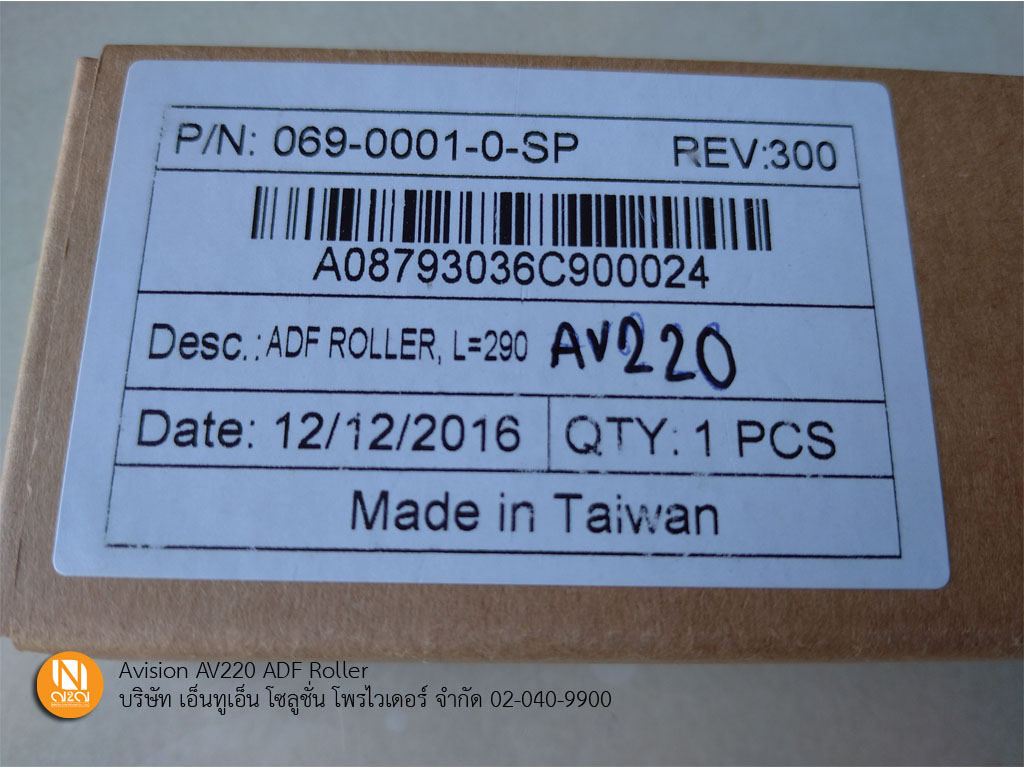 P/N: 069-0001-0-SP REV:300
A08793036C900024
Desc.: ADF ROLLER, L=290 AV220
Date: 12/12/2016 QTY: 1 PCS
Made in Taiwan
Avision AV220 ADF Roller
บริษัท เอ็นทูเอ็น โซลูชั่น โพรไวเดอร์ จำกัด 02-040-9900